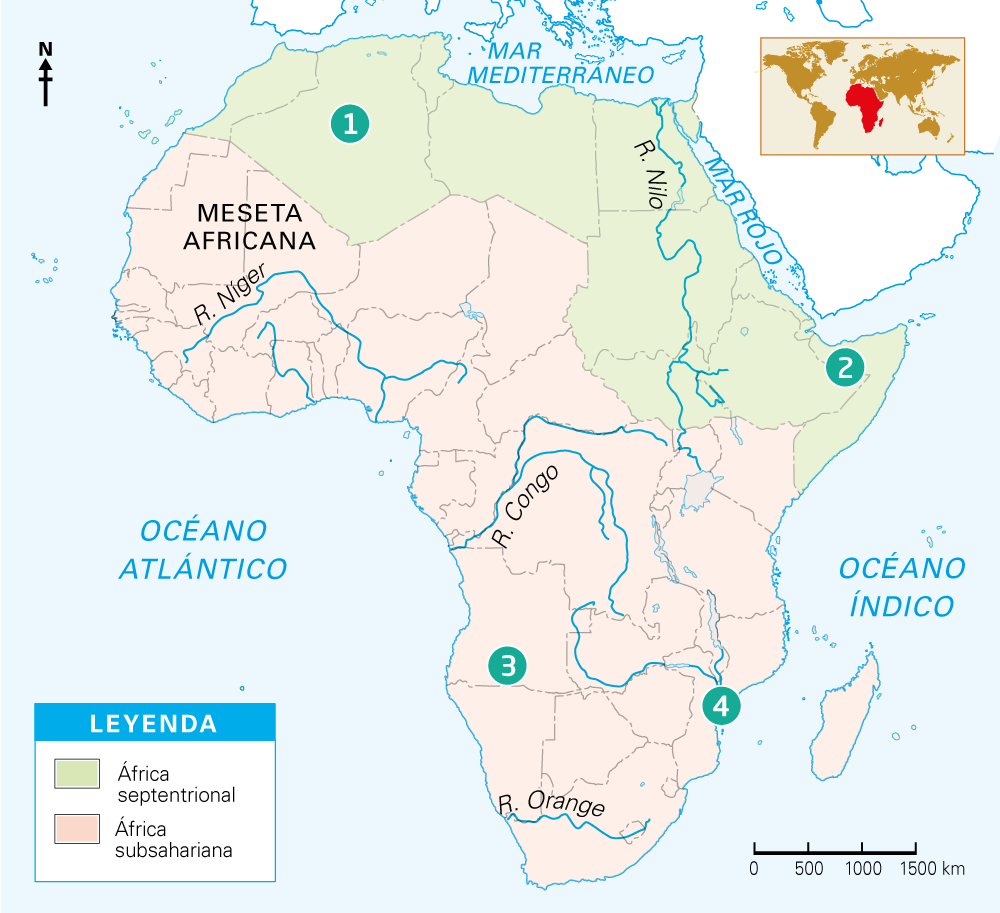 N
MAR
MEDITERRÁNEO
1
R. Nilo
MAR ROJO
MESETA
AFRICANA
R. Níger
2
R. Congo
OCÉANO
ATLÁNTICO
OCÉANO
ÍNDICO
3
4
R. Orange
LEYENDA
África
septentrional
África
subsahariana
0 500 1000 1500 km